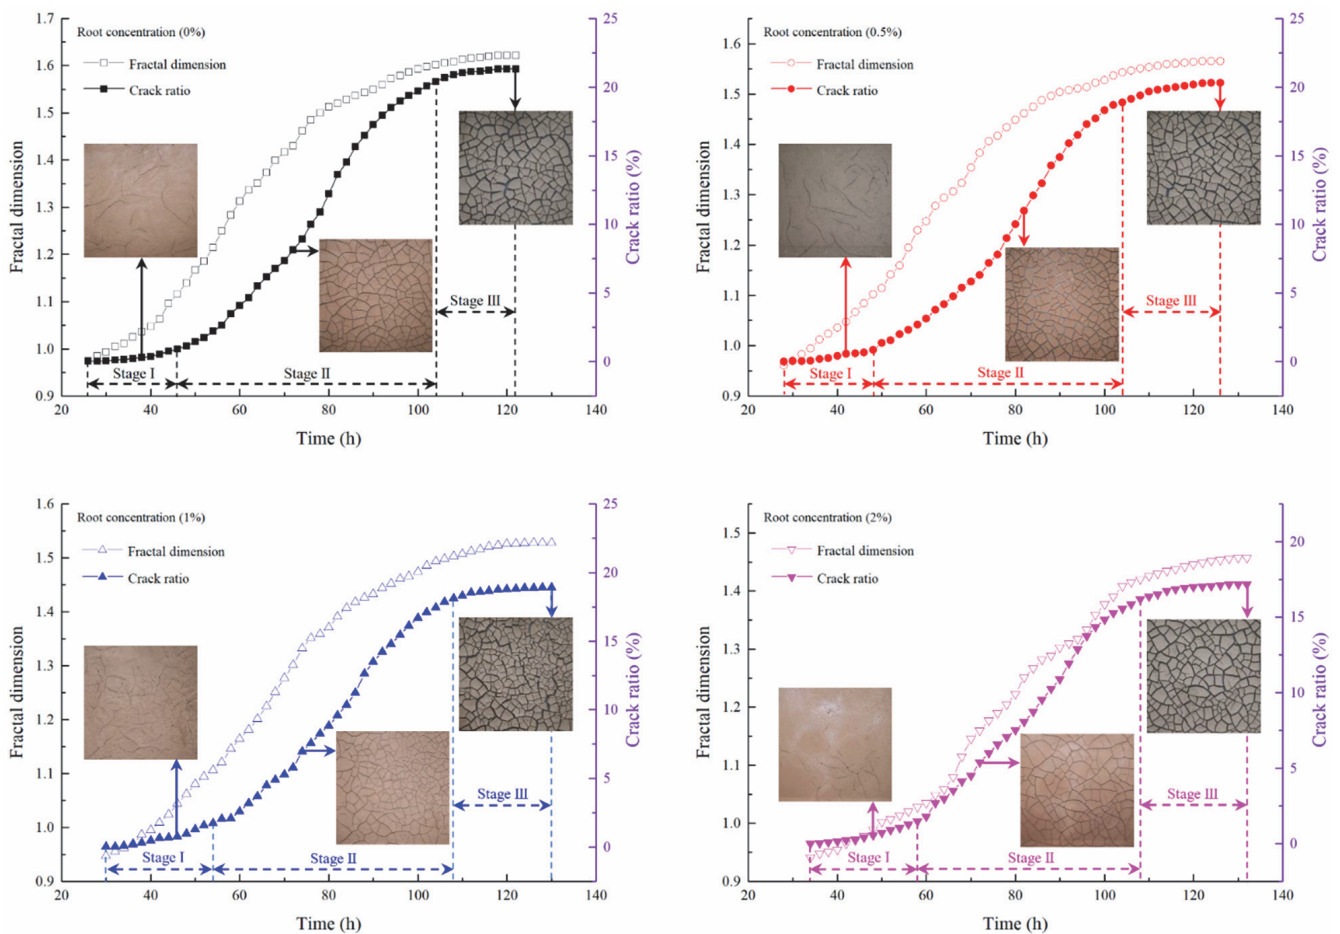 Root concentration (0%)
Fractal dimension
Crack ratio
Stage I
Stage II
Stage III
1.7
1.6
1.5
1.4
1.3
1.2
1.1
1.0
0.9
Fractal dimension
25
20
15
10
5
0
Crack ratio (%)
20 40 60 80 100 120 140
Time (h)
Root concentration (0.5%)
Fractal dimension
Crack ratio
Stage I
Stage II
Stage III
1.6
1.5
1.4
1.3
1.2
1.1
1.0
0.9
Fractal dimension
25
20
15
10
5
0
Crack ratio (%)
20 40 60 80 100 120 140
Time (h)
Root concentration (1%)
Fractal dimension
Crack ratio
Stage I
Stage II
Stage III
1.6
1.5
1.4
1.3
1.2
1.1
1.0
0.9
Fractal dimension
25
20
15
10
5
0
Crack ratio (%)
20 40 60 80 100 120 140
Time (h)
Root concentration (2%)
Fractal dimension
Crack ratio
Stage I
Stage II
Stage III
1.5
1.4
1.3
1.2
1.1
1.0
0.9
Fractal dimension
20
15
10
5
0
Crack ratio (%)
20 40 60 80 100 120 140
Time (h)